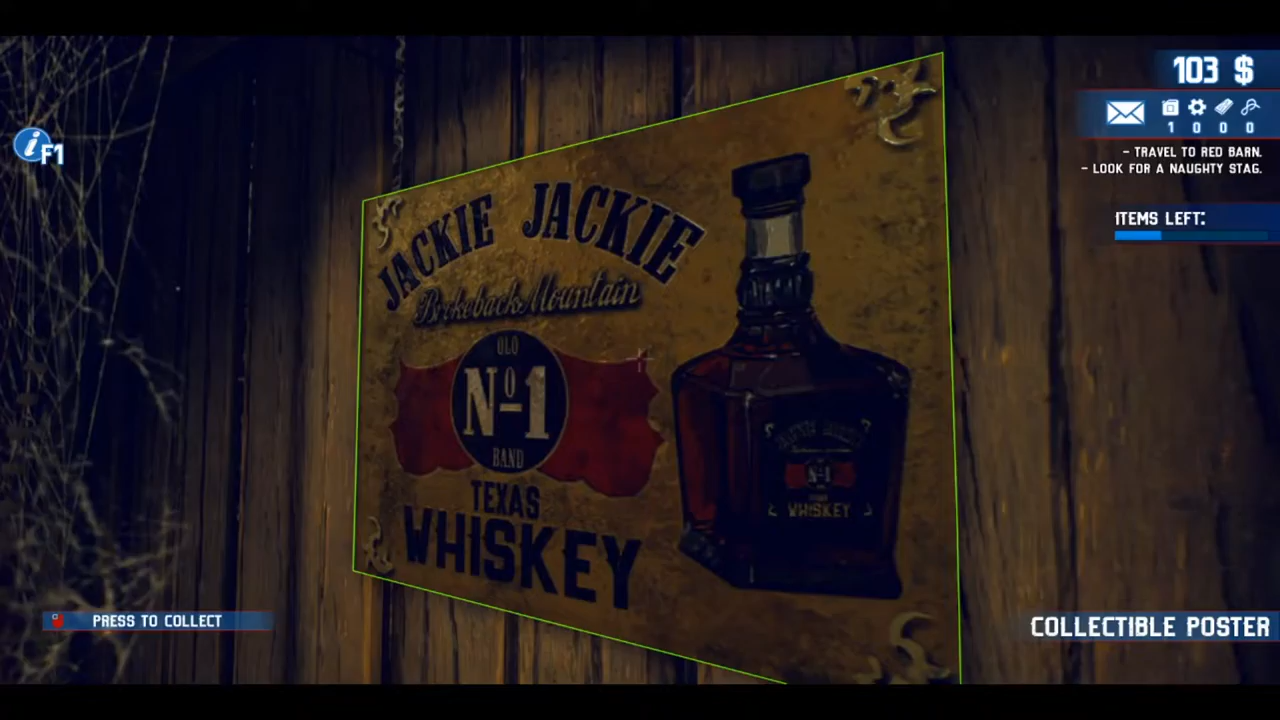 103 $
F1
1 0 0 0
- TRAVEL TO RED BARN.
- LOOK FOR A NAUGHTY STAG.
ITEMS LEFT:
JACKIE JACKIE
Brokeback Mountain
OLD
Nº1
BAND
TEXAS
WHISKEY
Nº1
WHISKEY
PRESS TO COLLECT
COLLECTIBLE POSTER